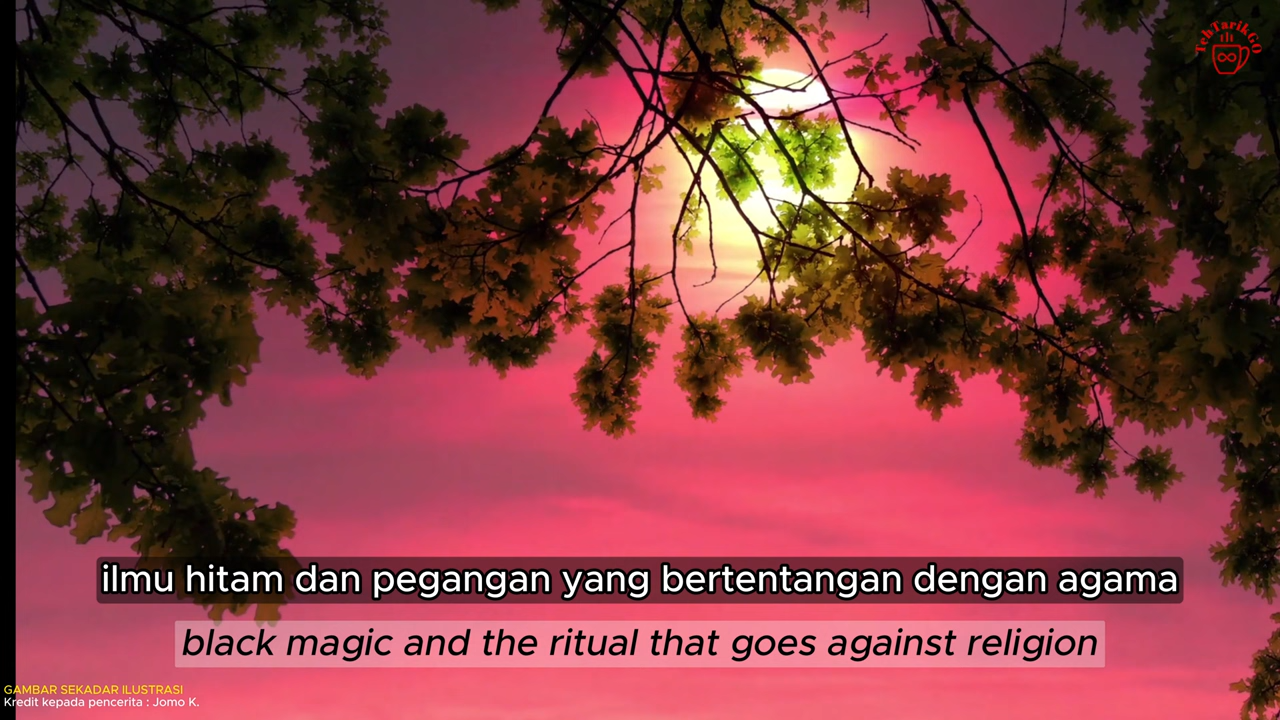 TehTarikGO
ilmu hitam dan pegangan yang bertentangan dengan agama
black magic and the ritual that goes against religion
GAMBAR SEKADAR ILUSTRASI
Kredit kepada pencerita : Jomo K.